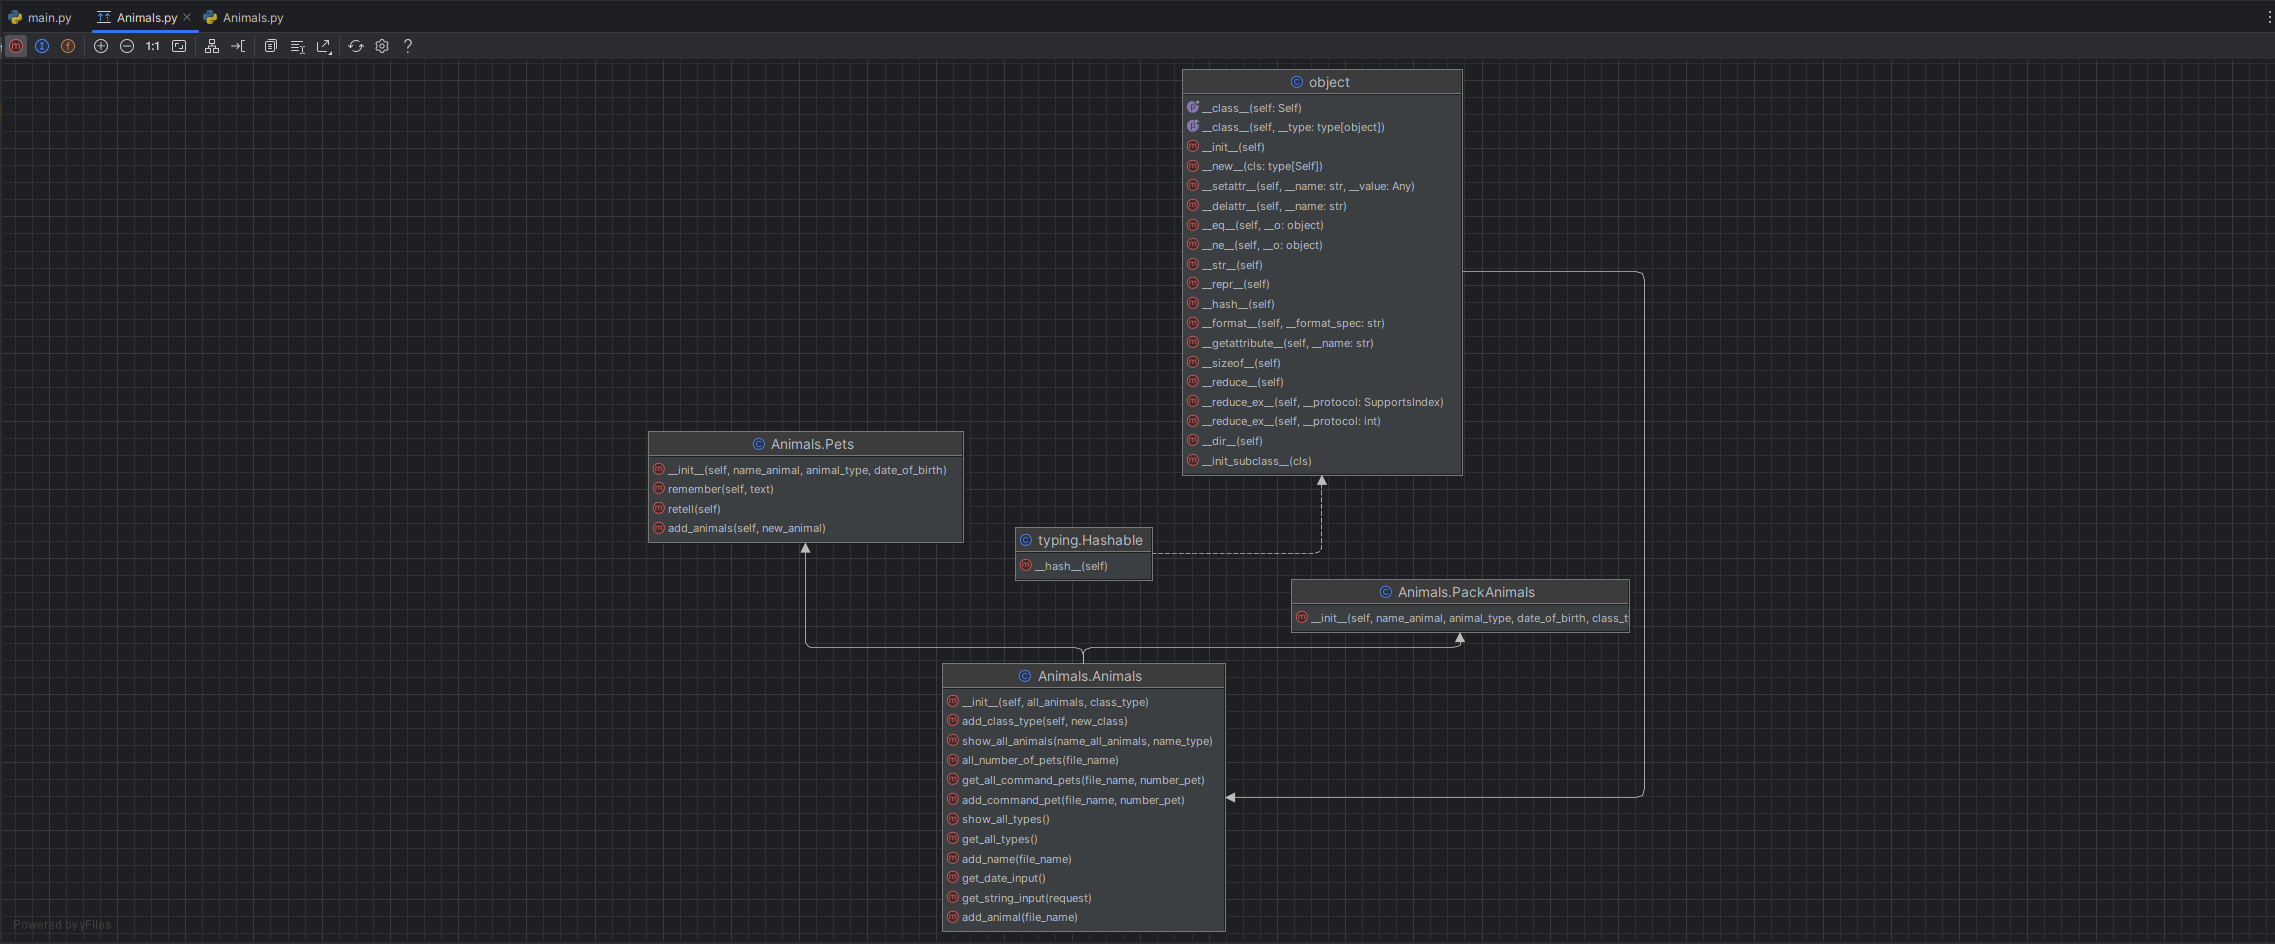 main.py Animals.py Animals.py
1:1 ?
object
__class__(self: Self)
__class__(self, __type: type[object])
__init__(self)
__new__(cls: type[Self])
__setattr__(self, __name: str, __value: Any)
__delattr__(self, __name: str)
__eq__(self, __o: object)
__ne__(self, __o: object)
__str__(self)
__repr__(self)
__hash__(self)
__format__(self, __format_spec: str)
__getattribute__(self, __name: str)
__sizeof__(self)
__reduce__(self)
__reduce_ex__(self, __protocol: SupportsIndex)
__reduce_ex__(self, __protocol: int)
__dir__(self)
__init_subclass__(cls)
Animals.Pets
__init__(self, name_animal, animal_type, date_of_birth)
remember(self, text)
retell(self)
add_animals(self, new_animal)
typing.Hashable
__hash__(self)
Animals.PackAnimals
__init__(self, name_animal, animal_type, date_of_birth, class_t
Animals.Animals
__init__(self, all_animals, class_type)
add_class_type(self, new_class)
show_all_animals(name_all_animals, name_type)
all_number_of_pets(file_name)
get_all_command_pets(file_name, number_pet)
add_command_pet(file_name, number_pet)
show_all_types()
get_all_types()
add_name(file_name)
get_date_input()
get_string_input(request)
add_animal(file_name)
Powered by yFiles